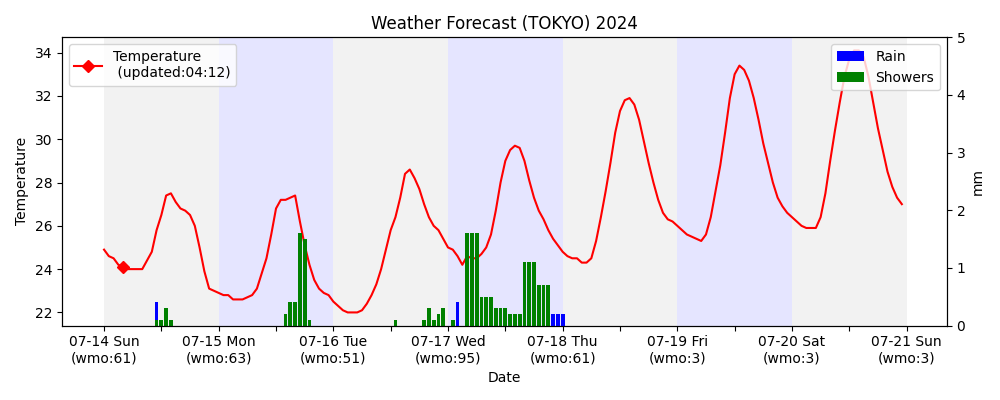 Weather Forecast (TOKYO) 2024
Temperature
(updated:04:12)
Rain
Showers
34
32
30
28
26
24
22
Temperature
5
4
3
2
1
0
mm
07-14 Sun
(wmo:61)
07-15 Mon
(wmo:63)
07-16 Tue
(wmo:51)
07-17 Wed
(wmo:95)
07-18 Thu
(wmo:61)
07-19 Fri
(wmo:3)
07-20 Sat
(wmo:3)
07-21 Sun
(wmo:3)
Date